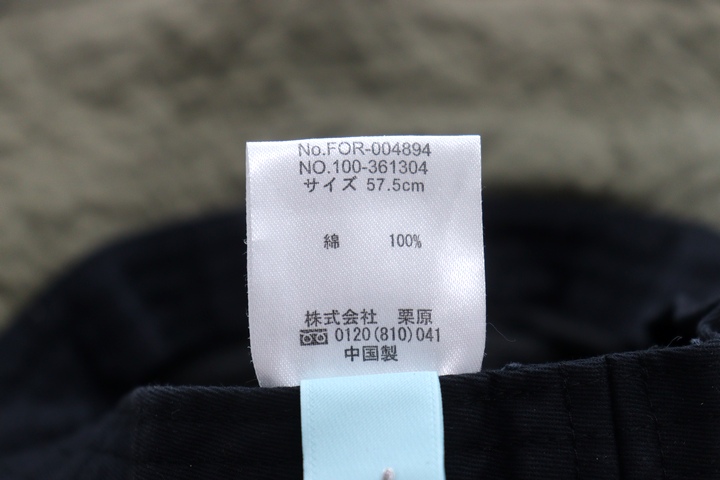 No.FOR-004894
NO.100-361304
サイズ 57.5cm
綿 100%
株式会社 栗原
0120(810)041
中国製